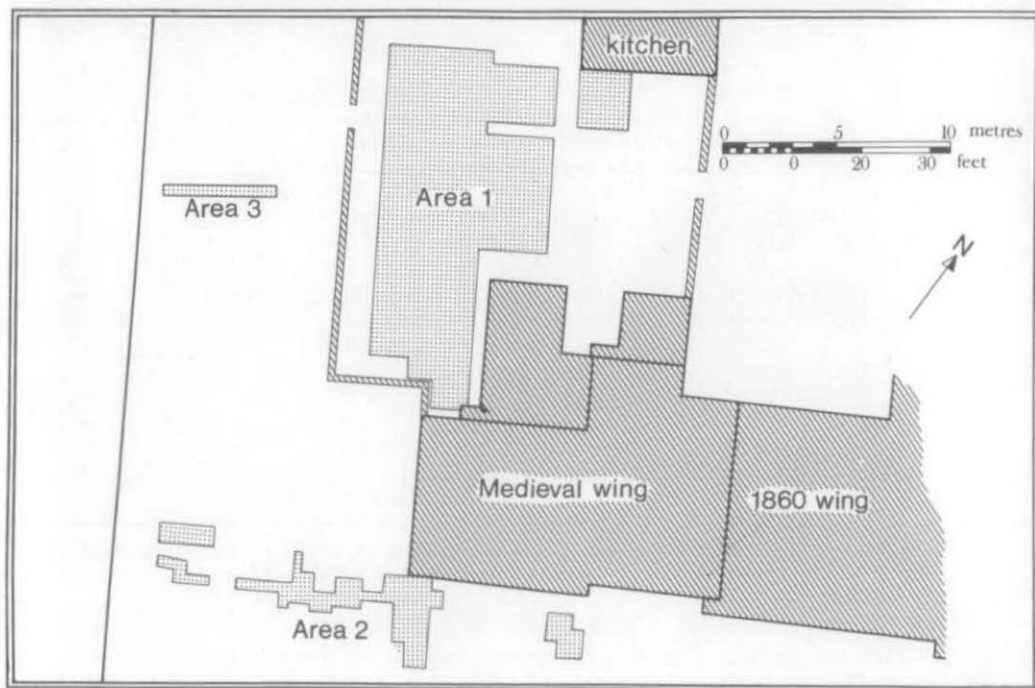 kitchen
0 5 10 metres
0 0 20 30 feet
Area 3
Area 1
N
Medieval wing
1860 wing
Area 2